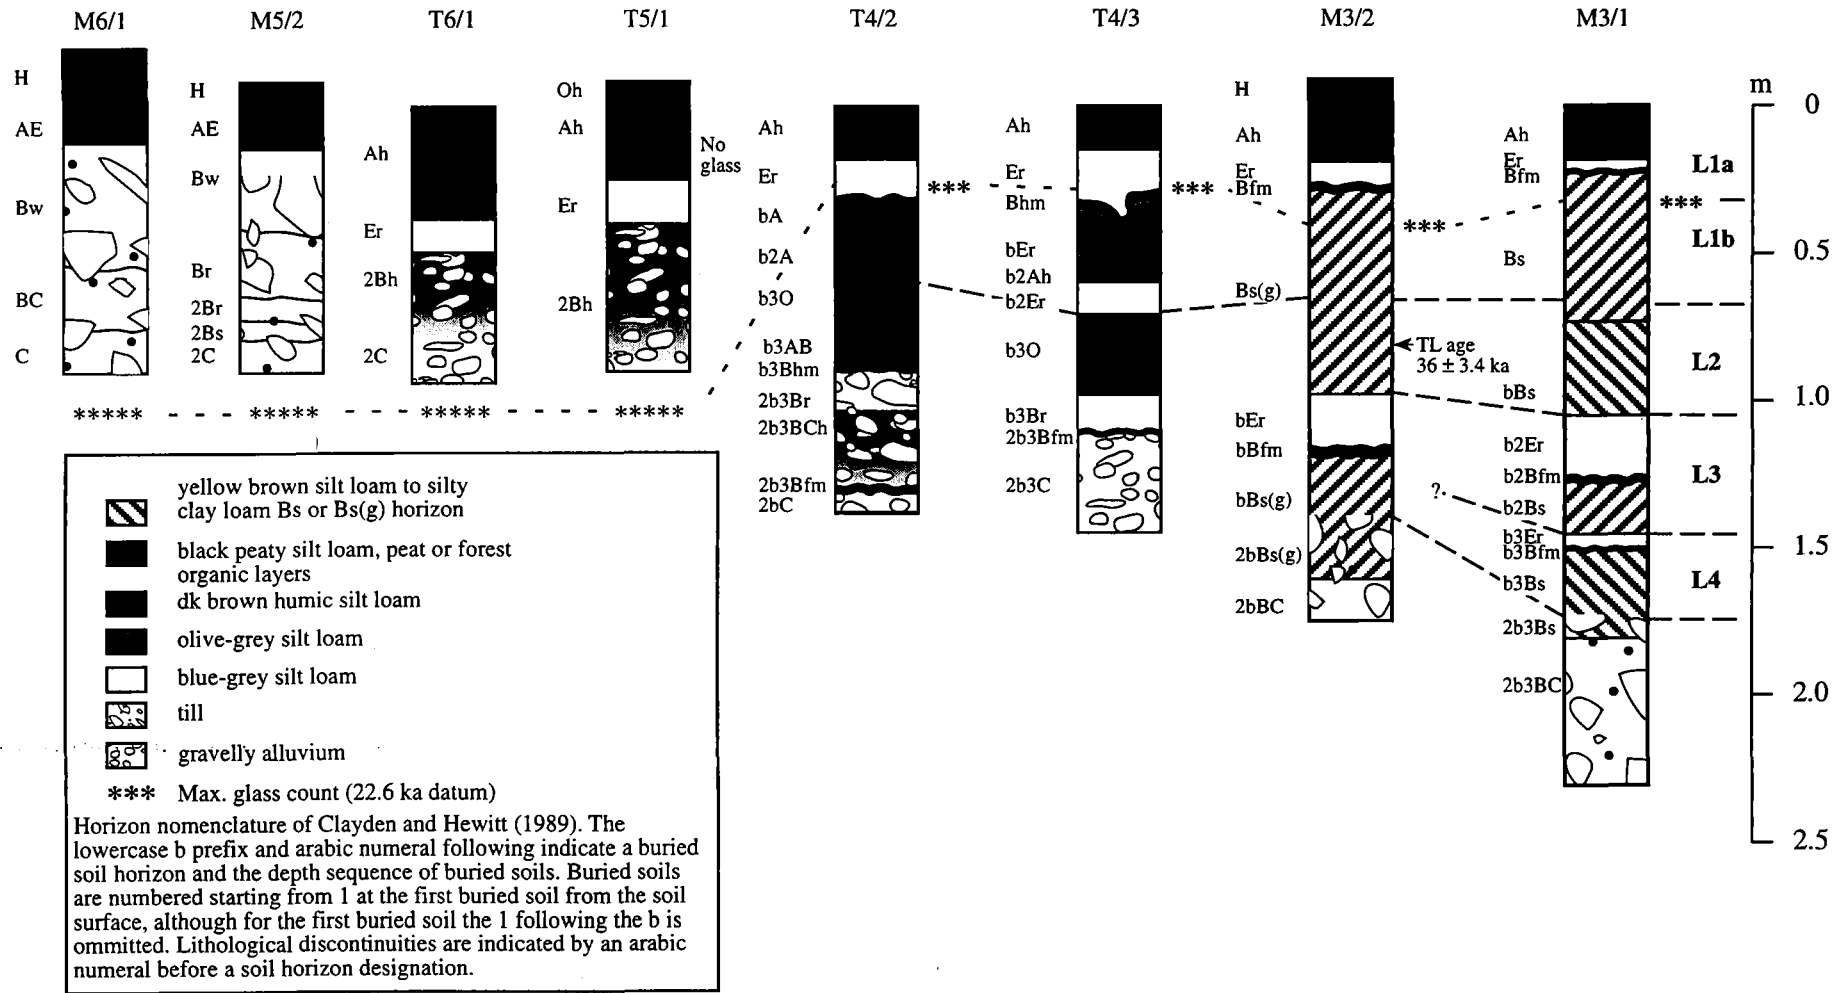 M6/1
M5/2
T6/1
T5/1
T4/2
T4/3
M3/2
M3/1
H
AE
Bw
BC
C
H
AE
Bw
Br
2Br
2Bs
2C
Ah
Er
2Bh
2C
Oh
Ah
Er
2Bh
No
glass
Ah
Er
bA
b2A
b3O
b3AB
b3Bhm
2b3Br
2b3BCh
2b3Bfm
2bC
***
Ah
Er
Bhm
bEr
b2Ah
b2Er
b3O
b3Br
2b3Bfm
2b3C
***
H
Ah
Er
Bfm
Bs(g)
bEr
bBfm
bBs(g)
2bBs(g)
2bBC
***
TL age
36 ± 3.4 ka
?
Ah
Er
Bfm
Bs
bBs
b2Er
b2Bfm
b2Bs
b3Er
b3Bfm
b3Bs
2b3Bs
2b3BC
***
L1a
L1b
L2
L3
L4
m
0
0.5
1.0
1.5
2.0
2.5
*****
*****
*****
*****
yellow brown silt loam to silty
clay loam Bs or Bs(g) horizon
black peaty silt loam, peat or forest
organic layers
dk brown humic silt loam
olive-grey silt loam
blue-grey silt loam
till
gravelly alluvium
*** Max. glass count (22.6 ka datum)
Horizon nomenclature of Clayden and Hewitt (1989). The
lowercase b prefix and arabic numeral following indicate a buried
soil horizon and the depth sequence of buried soils. Buried soils
are numbered starting from 1 at the first buried soil from the soil
surface, although for the first buried soil the 1 following the b is
ommitted. Lithological discontinuities are indicated by an arabic
numeral before a soil horizon designation.